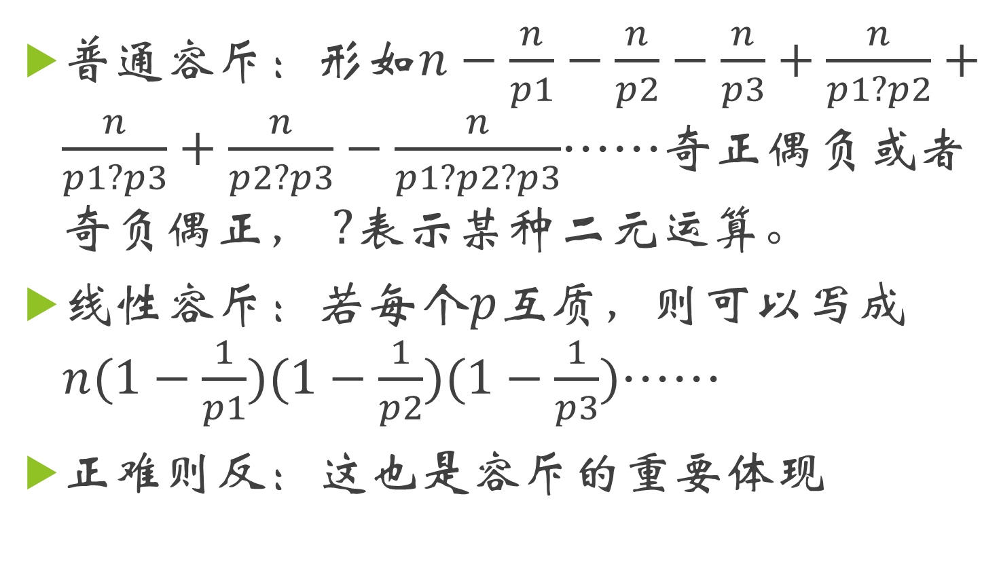 普通容斥：形如$n-\frac{n}{p1}-\frac{n}{p2}-\frac{n}{p3}+\frac{n}{p1?p2}+$
$\frac{n}{p1?p3}+\frac{n}{p2?p3}-\frac{n}{p1?p2?p3}$……奇正偶负或者
奇负偶正，?表示某种二元运算。
线性容斥：若每个$p$互质，则可以写成
$n(1-\frac{1}{p1})(1-\frac{1}{p2})(1-\frac{1}{p3})$……
正难则反：这也是容斥的重要体现